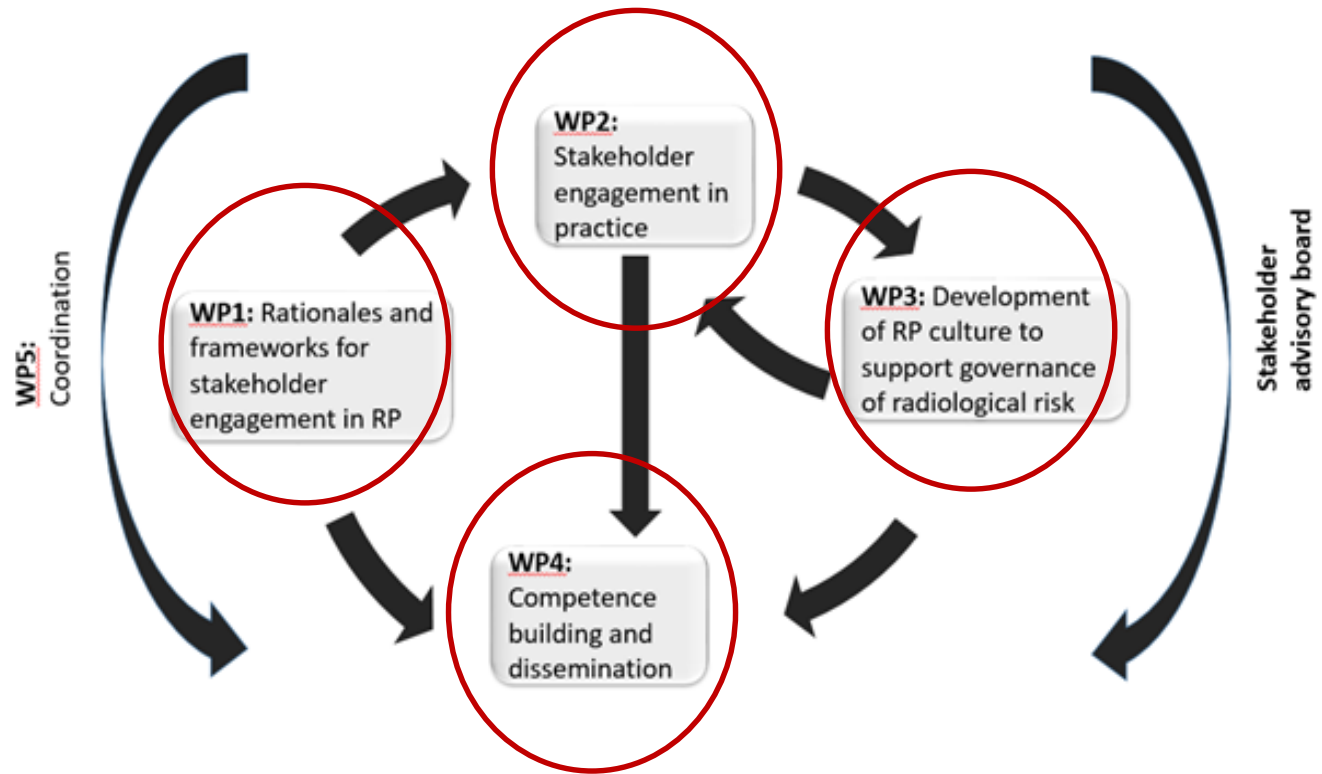 WP5:
Coordination
WP1: Rationales and
frameworks for
stakeholder
engagement in RP
WP2:
Stakeholder
engagement in
practice
WP3: Development
of RP culture to
support governance
of radiological risk
WP4:
Competence
building and
dissemination
Stakeholder
advisory board